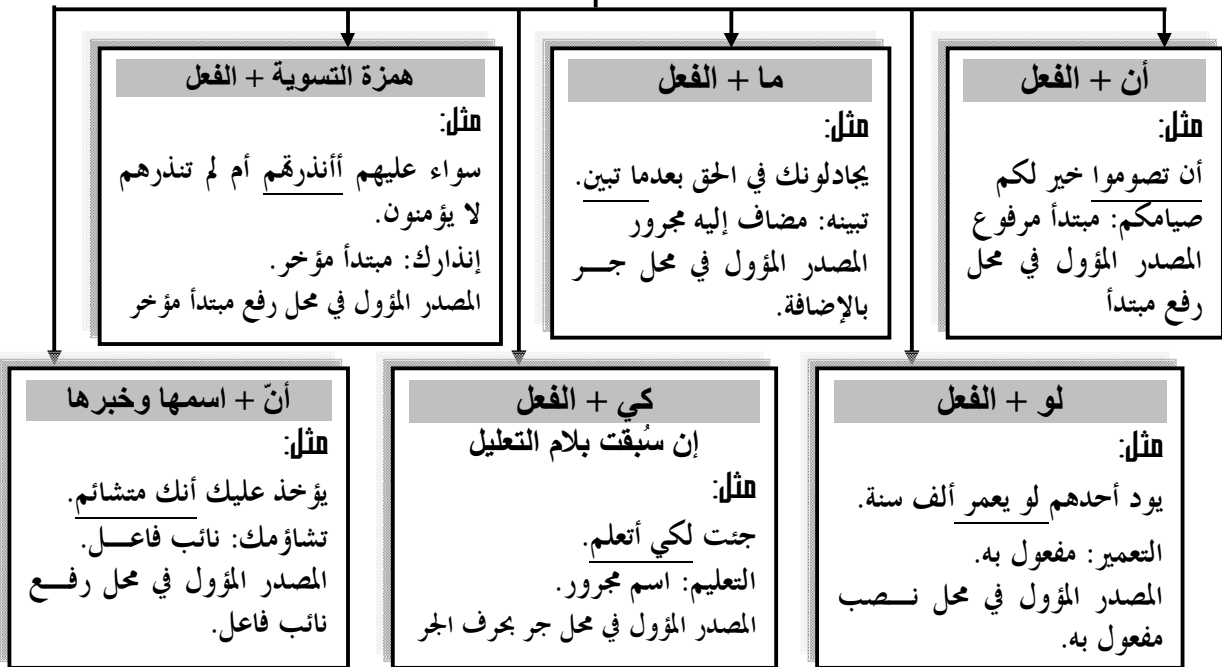 أن + الفعل
مثل:
أن تصوموا خير لكم
صيامكم: مبتدأ مرفوع
المصدر المؤول في محل
رفع مبتدأ
ما + الفعل
مثل:
يجادلونك في الحق بعدما تبين.
تبينه: مضاف إليه مجرور
المصدر المؤول في محل جـــر
بالإضافة.
همزة التسوية + الفعل
مثل:
سواء عليهم أأنذرتهم أم لم تنذرهم
لا يؤمنون.
إنذارك: مبتدأ مؤخر.
المصدر المؤول في محل رفع مبتدأ مؤخر
لو + الفعل
مثل:
يود أحدهم لو يعمر ألف سنة.
التعمير: مفعول به.
المصدر المؤول في محل نـــصب
مفعول به.
كي + الفعل
إن سُبقت بلام التعليل
مثل:
جئت لكي أتعلم.
التعليم: اسم مجرور.
المصدر المؤول في محل جو بحرف الجر
أنّ + اسمها وخبرها
مثل:
يؤخذ عليك أنك متشائم.
تشاؤمك: نائب فاعـــل.
المصدر المؤول في محل رفـــع
نائب فاعل.